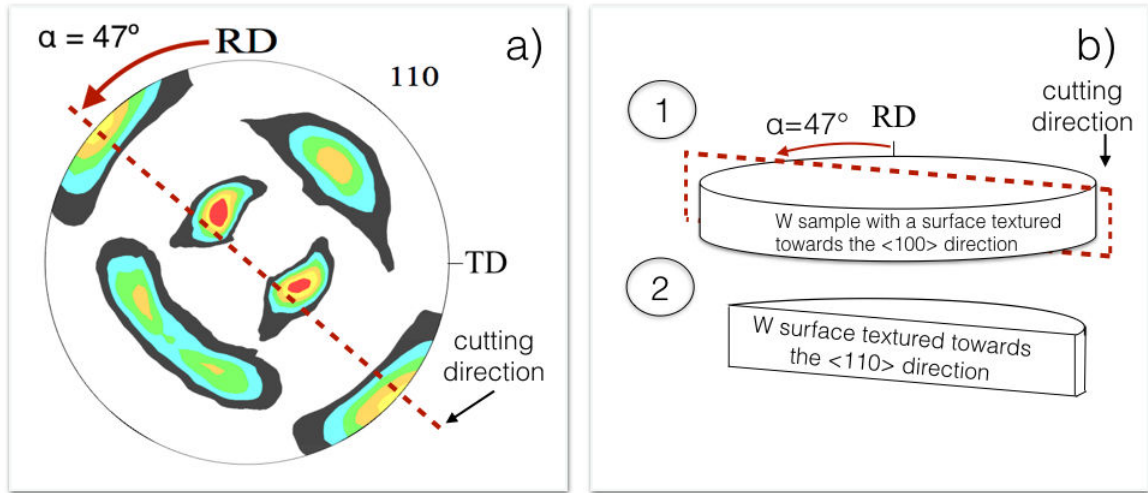 α = 47º
RD
a)
110
TD
cutting
direction
b)
1
α=47°
RD
cutting
direction
W sample with a surface textured
towards the <100> direction
2
W surface textured towards
the <110> direction